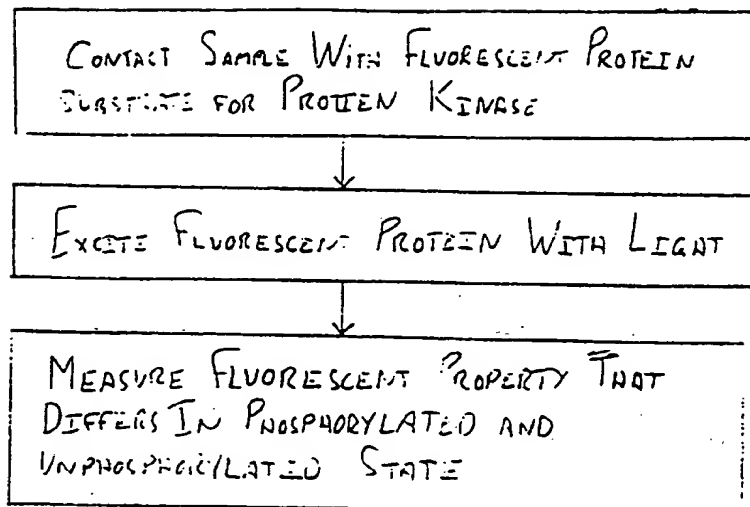 CONTACT SAMPLE WITH FLUORESCENT PROTEIN
SUBSTRATE FOR PROTEIN KINASE
EXCITE FLUORESCENT PROTEIN WITH LIGHT
MEASURE FLUORESCENT PROPERTY THAT
DIFFERS IN PHOSPHORYLATED AND
UNPHOSPHORYLATED STATE